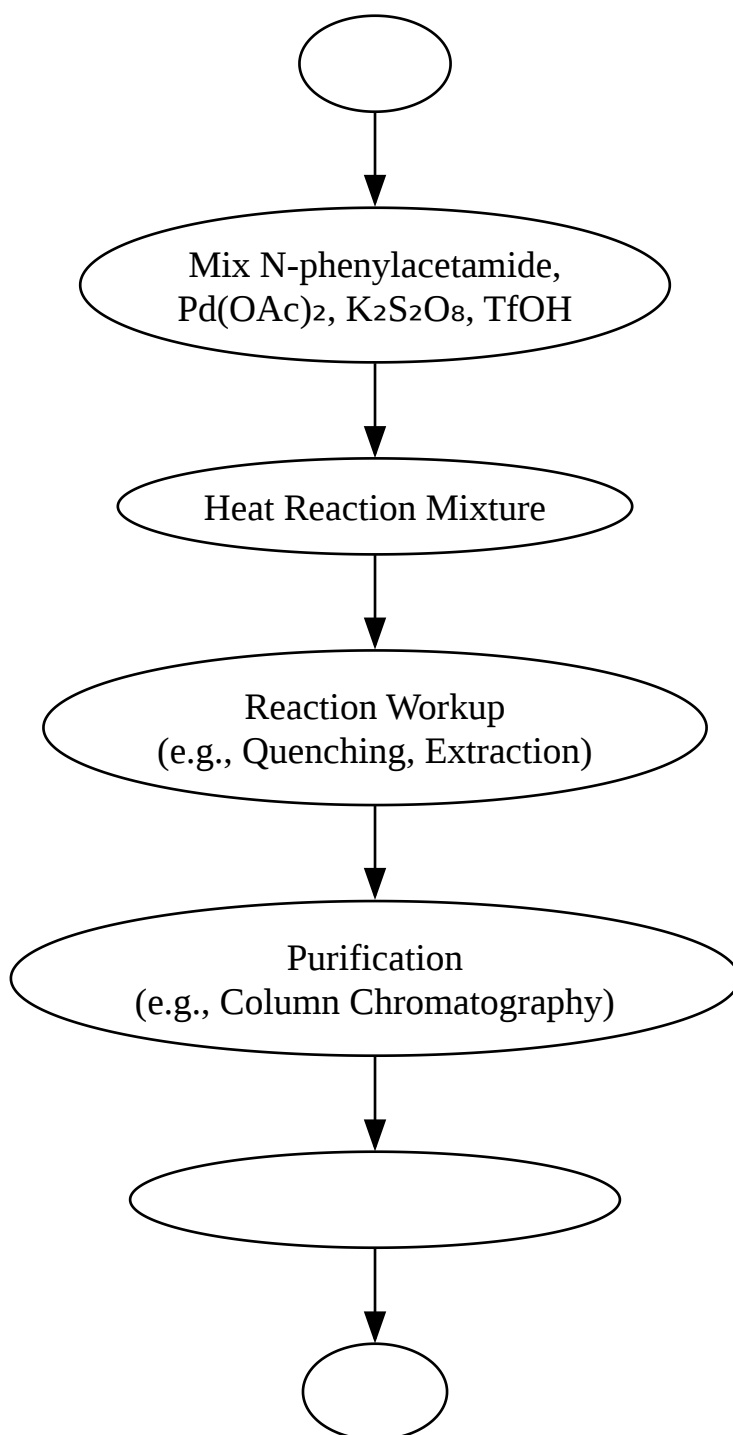 Mix N-phenylacetamide,
Pd(OAc)₂, K₂S₂O₈, TfOH
Heat Reaction Mixture
Reaction Workup
(e.g., Quenching, Extraction)
Purification
(e.g., Column Chromatography)